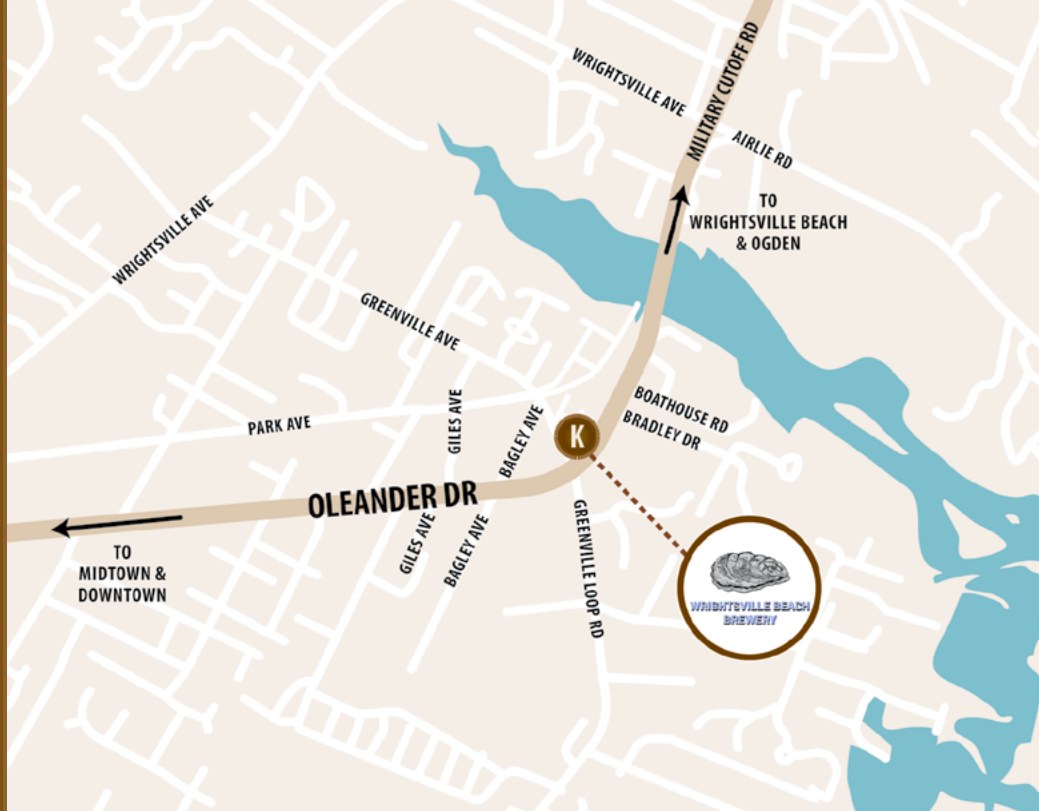 MILITARY CUTOFF RD
WRIGHTSVILLE AVE
AIRLIE RD
TO
WRIGHTSVILLE BEACH
& OGDEN
WRIGHTSVILLE AVE
GREENVILLE AVE
GILES AVE
BOATHOUSE RD
BRADLEY DR
PARK AVE
BAGLEY AVE
K
OLEANDER DR
GILES AVE
BAGLEY AVE
GREENVILLE LOOP RD
TO
MIDTOWN &
DOWNTOWN
WRIGHTSVILLE BEACH
BREWERY